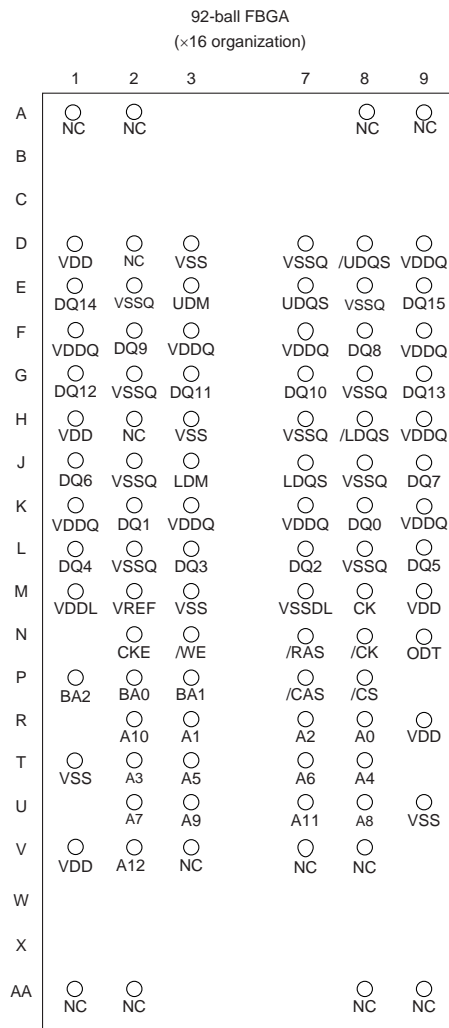 92-ball FBGA
(×16 organization)
1 2 3 7 8 9
A
NC NC NC NC
B
C
D
VDD NC VSS VSSQ /UDQS VDDQ
E
DQ14 VSSQ UDM UDQS VSSQ DQ15
F
VDDQ DQ9 VDDQ VDDQ DQ8 VDDQ
G
DQ12 VSSQ DQ11 DQ10 VSSQ DQ13
H
VDD NC VSS VSSQ /LDQS VDDQ
J
DQ6 VSSQ LDM LDQS VSSQ DQ7
K
VDDQ DQ1 VDDQ VDDQ DQ0 VDDQ
L
DQ4 VSSQ DQ3 DQ2 VSSQ DQ5
M
VDDL VREF VSS VSSDL CK VDD
N
CKE /WE /RAS /CK ODT
P
BA2 BA0 BA1 /CAS /CS
R
A10 A1 A2 A0 VDD
T
VSS A3 A5 A6 A4
U
A7 A9 A11 A8 VSS
V
VDD A12 NC NC NC
W
X
AA
NC NC NC NC